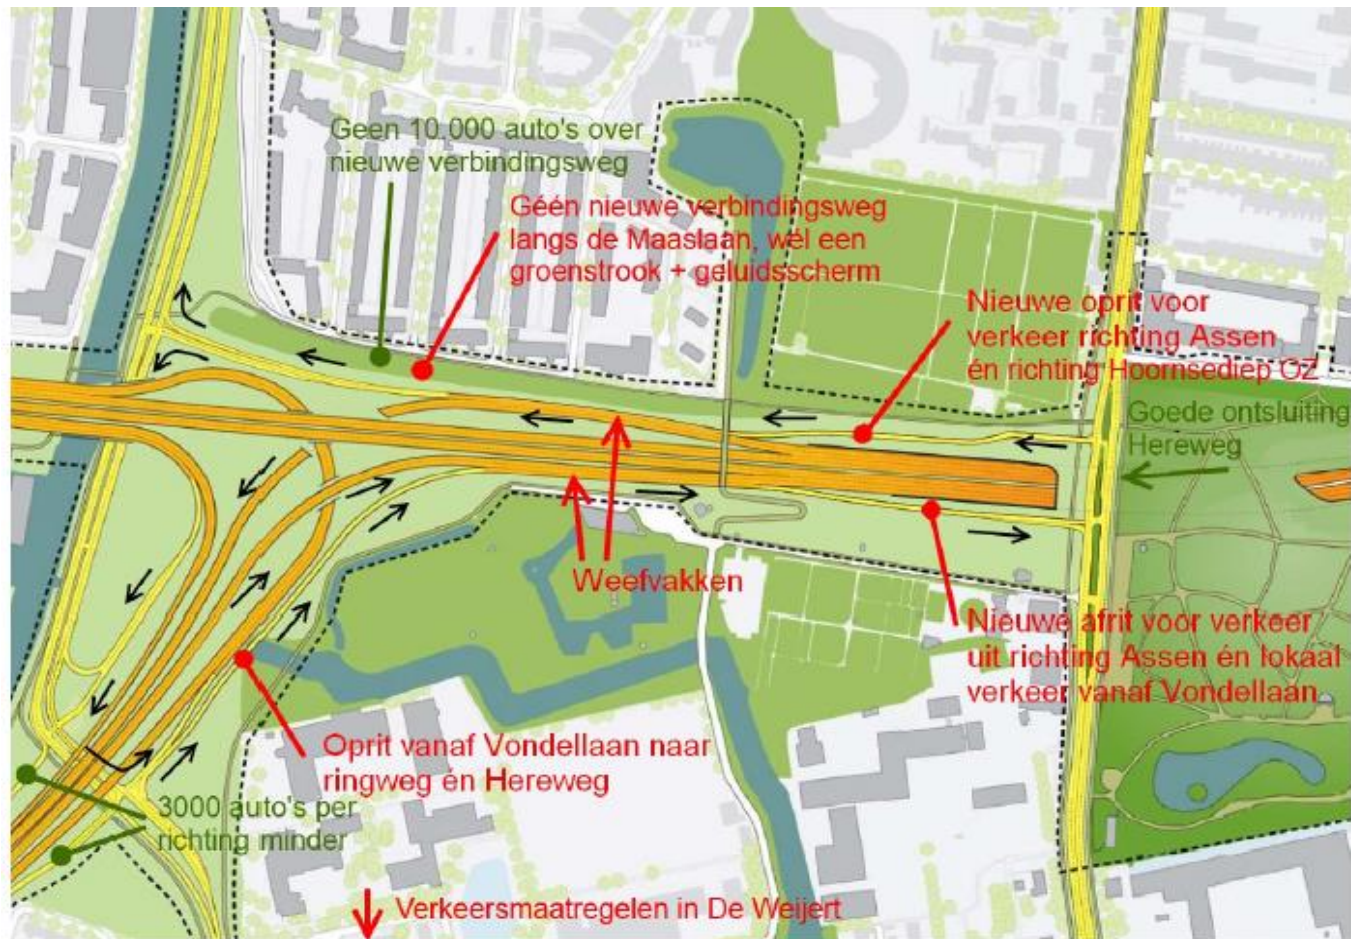 Geen 10.000 auto's over
nieuwe verbindingsweg
Géén nieuwe verbindingsweg
langs de Maaslaan, wél een
groenstrook + geluidsscherm
Nieuwe oprit voor
verkeer richting Assen
én richting Hoornsediep OZ
Goede ontsluiting
Hereweg
Weefvakken
Nieuwe afrit voor verkeer
uit richting Assen én lokaal
verkeer vanaf Vondellaan
Oprit vanaf Vondellaan naar
ringweg én Hereweg
3000 auto's per
richting minder
Verkeersmaatregelen in De Weijert